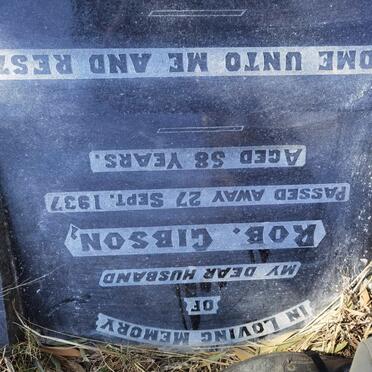 IN LOVING MEMORY
OF
MY DEAR HUSBAND
ROB. GIBSON,
PASSED AWAY 27 SEPT. 1937
AGED 58 YEARS.
OME UNTO ME AND REST